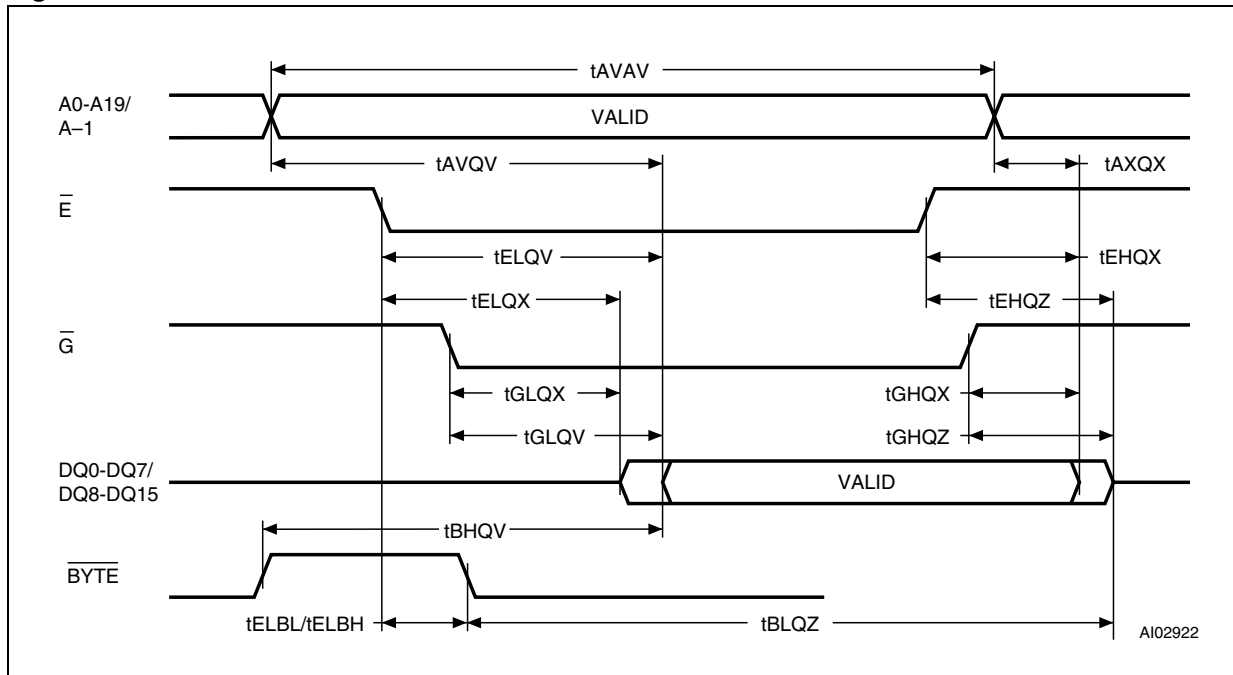 tAVAV
A0-A19/
A–1
VALID
tAVQV
tAXQX
E̅
tELQV
tEHQX
tELQX
tEHQZ
G̅
tGLQX
tGHQX
tGLQV
tGHQZ
DQ0-DQ7/
DQ8-DQ15
VALID
tBHQV
B̅Y̅T̅E̅
tELBL/tELBH
tBLQZ
AI02922